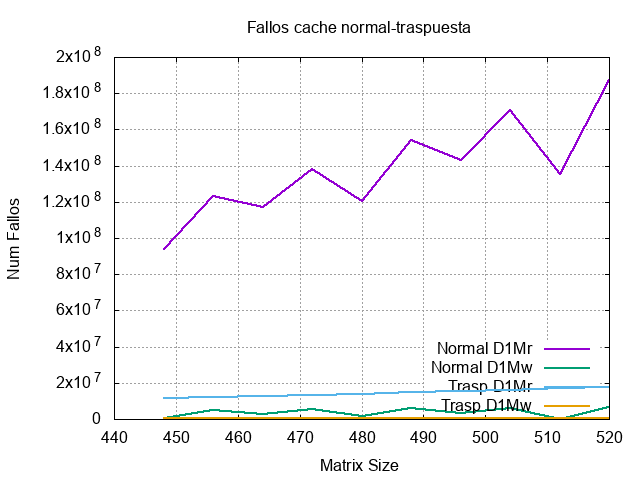 Fallos cache normal-traspuesta
2x10^8
1.8x10^8
1.6x10^8
1.4x10^8
1.2x10^8
1x10^8
8x10^7
6x10^7
4x10^7
2x10^7
0
Num Fallos
Normal D1Mr
Normal D1Mw
Trasp D1Mr
Trasp D1Mw
440 450 460 470 480 490 500 510 520
Matrix Size